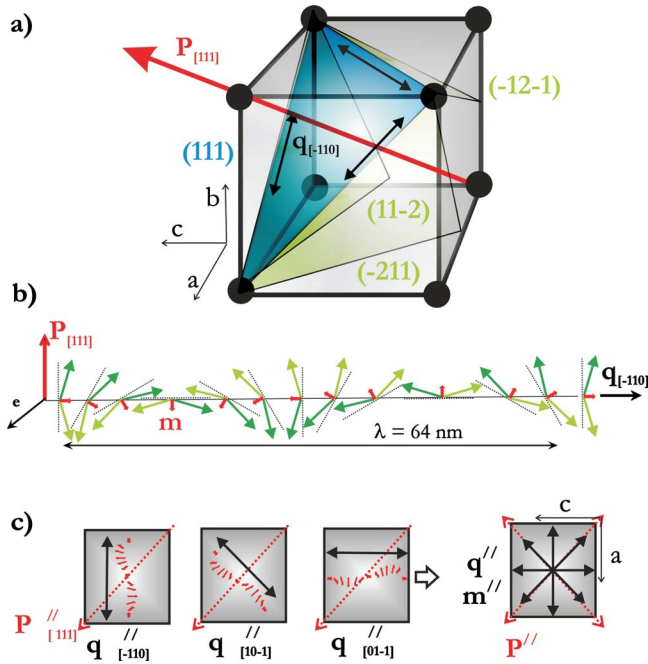 a)
P[111]
(-12-1)
(111)
q[-110]
b
c
a
(11-2)
(-211)
b)
P[111]
q[-110]
e
m
λ = 64 nm
c)
c
a
q//
m//
P//[111]
q//[-110]
q//[10-1]
q//[01-1]
P//